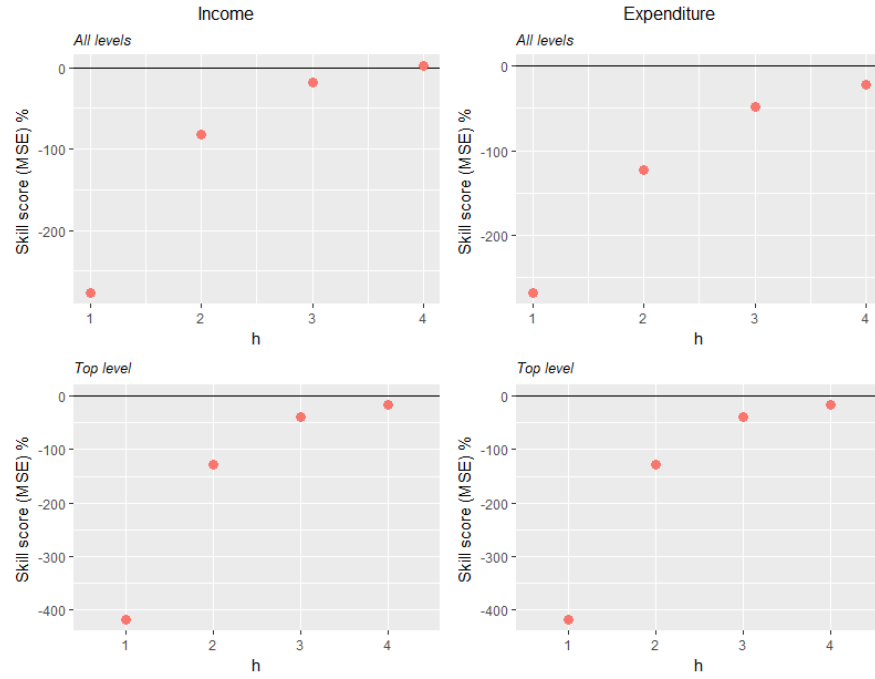 Income
All levels
Skill score (MSE) %
0
-100
-200
1 2 3 4
h
Expenditure
All levels
Skill score (MSE) %
0
-100
-200
1 2 3 4
h
Top level
Skill score (MSE) %
0
-100
-200
-300
-400
1 2 3 4
h
Top level
Skill score (MSE) %
0
-100
-200
-300
-400
1 2 3 4
h